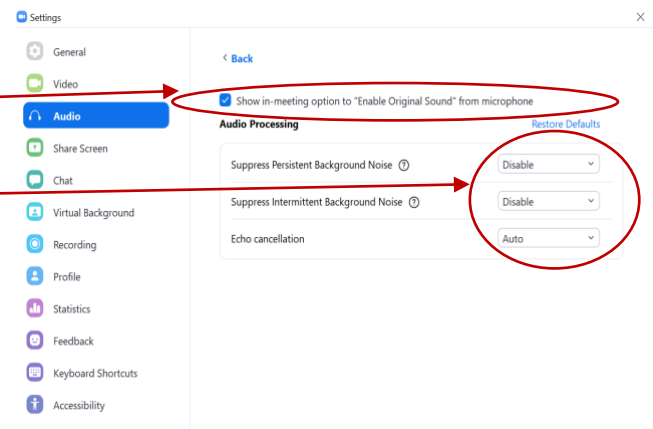 Settings
General
Video
Audio
Share Screen
Chat
Virtual Background
Recording
Profile
Statistics
Feedback
Keyboard Shortcuts
Accessibility
Back
Show in-meeting option to "Enable Original Sound" from microphone
Audio Processing Restore Defaults
Suppress Persistent Background Noise ? Disable
Suppress Intermittent Background Noise ? Disable
Echo cancellation Auto